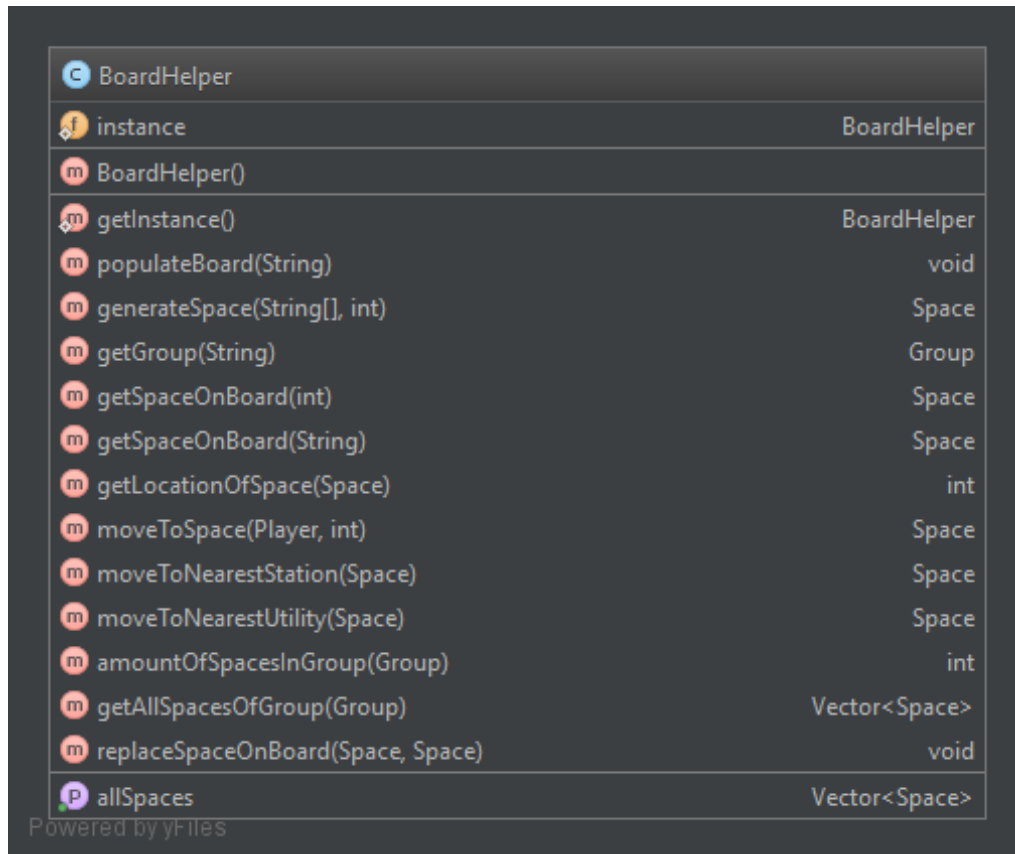 BoardHelper
instance BoardHelper
BoardHelper()
getInstance() BoardHelper
populateBoard(String) void
generateSpace(String[], int) Space
getGroup(String) Group
getSpaceOnBoard(int) Space
getSpaceOnBoard(String) Space
getLocationOfSpace(Space) int
moveToSpace(Player, int) Space
moveToNearestStation(Space) Space
moveToNearestUtility(Space) Space
amountOfSpacesInGroup(Group) int
getAllSpacesOfGroup(Group) Vector<Space>
replaceSpaceOnBoard(Space, Space) void
allSpaces Vector<Space>
Powered by yFiles